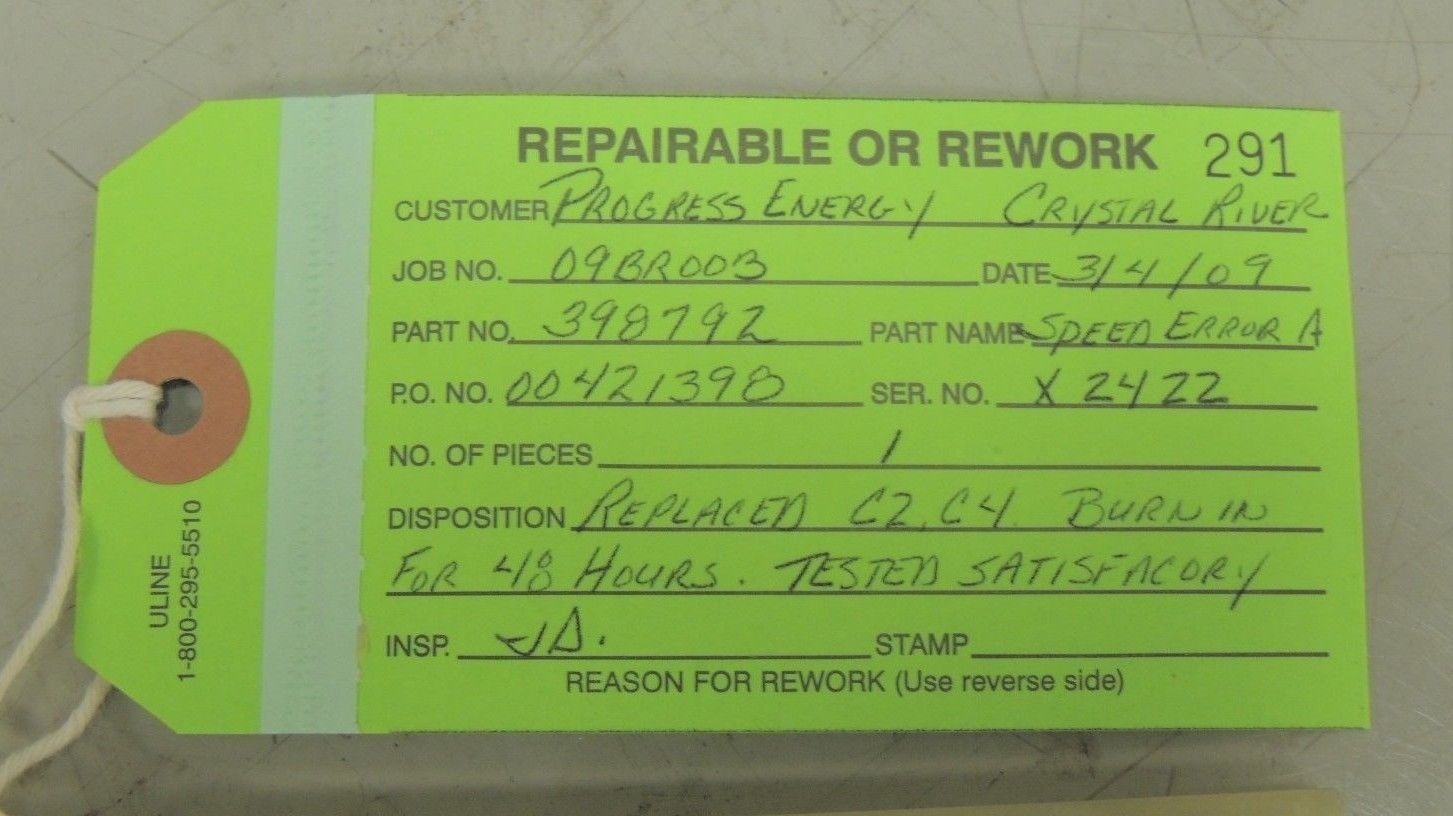 REPAIRABLE OR REWORK 291
CUSTOMER PROGRESS ENERGY CRYSTAL RIVER
JOB NO. 09BR003 DATE 3/4/09
PART NO. 398792 PART NAME SPEED ERROR A
P.O. NO. 00421398 SER. NO. X 2422
NO. OF PIECES 1
DISPOSITION REPLACED C2, C4. BURN IN
FOR 48 HOURS. TESTED SATISFACORY
INSP. JD. STAMP
REASON FOR REWORK (Use reverse side)
ULINE
1-800-295-5510